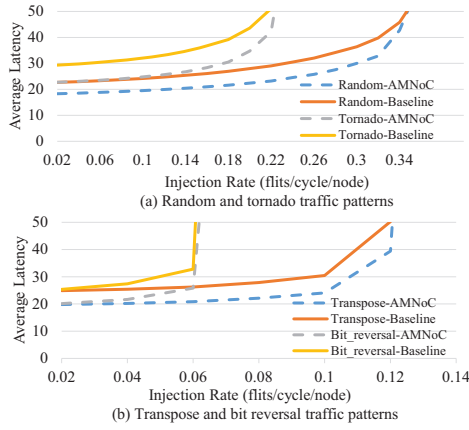 50
40
30
20
10
0
Average Latency
Random-AMNoC
Random-Baseline
Tornado-AMNoC
Tornado-Baseline
0.02 0.06 0.1 0.14 0.18 0.22 0.26 0.3 0.34
Injection Rate (flits/cycle/node)
(a) Random and tornado traffic patterns
50
40
30
20
10
0
Average Latency
Transpose-AMNoC
Transpose-Baseline
Bit_reversal-AMNoC
Bit_reversal-Baseline
0.02 0.04 0.06 0.08 0.1 0.12 0.14
Injection Rate (flits/cycle/node)
(b) Transpose and bit reversal traffic patterns